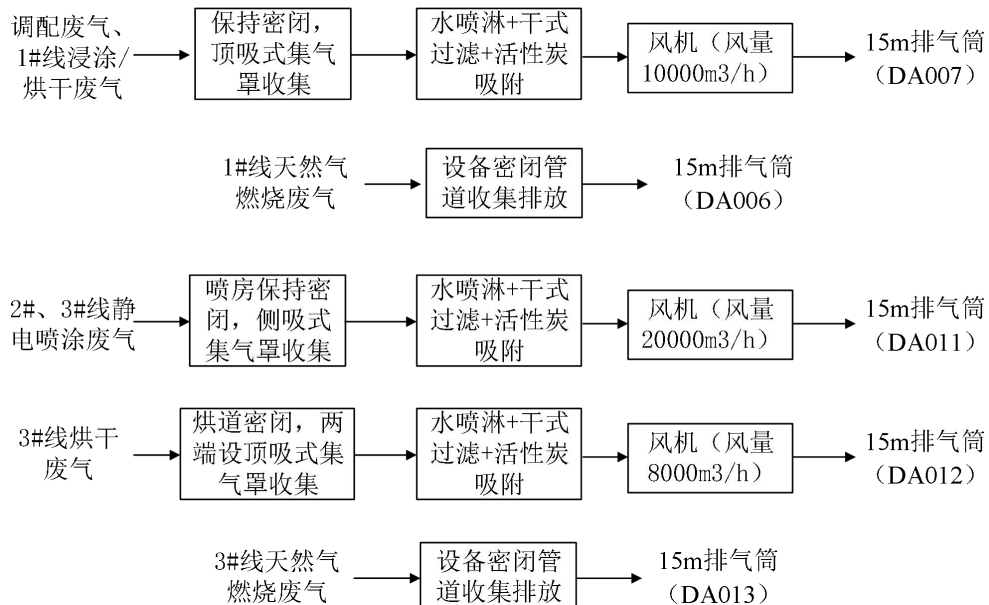 调配废气、
1#线浸涂/
烘干废气
保持密闭，
顶吸式集气
罩收集
水喷淋+干式
过滤+活性炭
吸附
风机（风量
10000m3/h）
15m排气筒
（DA007）
1#线天然气
燃烧废气
设备密闭管
道收集排放
15m排气筒
（DA006）
2#、3#线静
电喷涂废气
喷房保持密
闭，侧吸式
集气罩收集
水喷淋+干式
过滤+活性炭
吸附
风机（风量
20000m3/h）
15m排气筒
（DA011）
3#线烘干
废气
烘道密闭，两
端设顶吸式集
气罩收集
水喷淋+干式
过滤+活性炭
吸附
风机（风量
8000m3/h）
15m排气筒
（DA012）
3#线天然气
燃烧废气
设备密闭管
道收集排放
15m排气筒
（DA013）